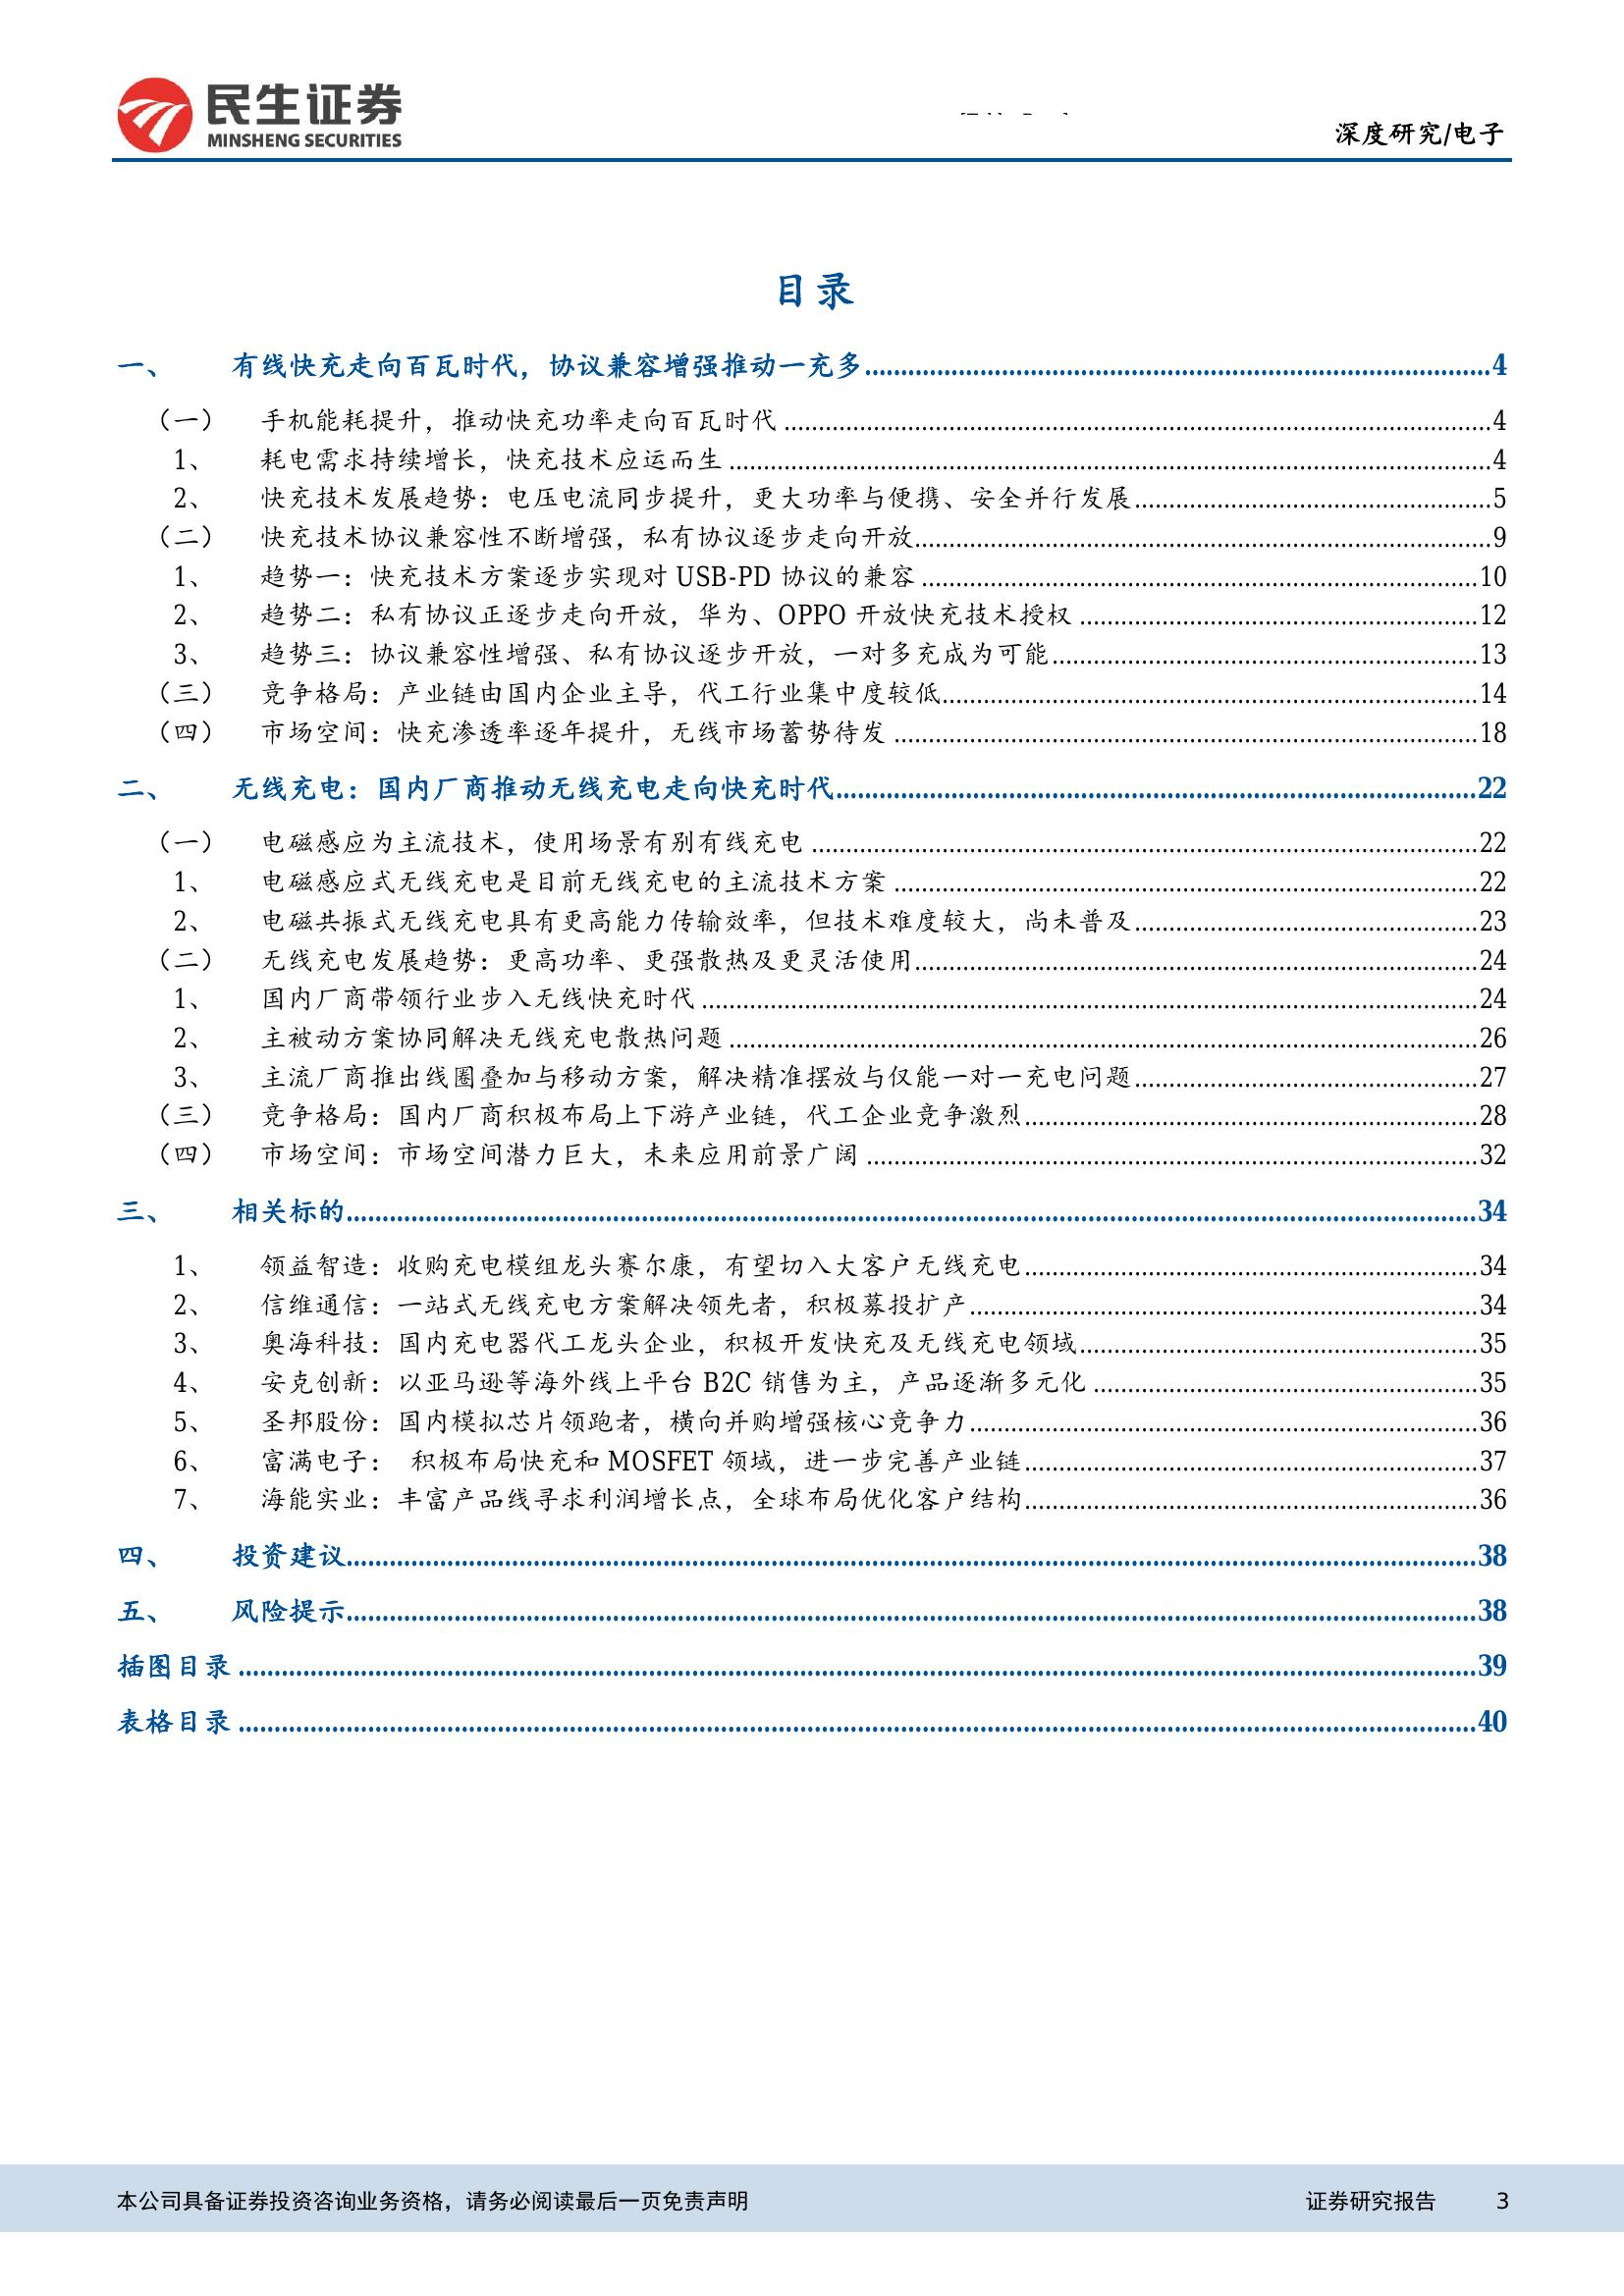 民生证券
MINSHENG SECURITIES
深度研究/电子
目录
一、 有线快充走向百瓦时代，协议兼容增强推动一充多........4
（一） 手机能耗提升，推动快充功率走向百瓦时代........4
1、 耗电需求持续增长，快充技术应运而生........4
2、 快充技术发展趋势：电压电流同步提升，更大功率与便携、安全并行发展........5
（二） 快充技术协议兼容性不断增强，私有协议逐步走向开放........9
1、 趋势一：快充技术方案逐步实现对 USB-PD 协议的兼容........10
2、 趋势二：私有协议正逐步走向开放，华为、OPPO 开放快充技术授权........12
3、 趋势三：协议兼容性增强、私有协议逐步开放，一对多充成为可能........13
（三） 竞争格局：产业链由国内企业主导，代工行业集中度较低........14
（四） 市场空间：快充渗透率逐年提升，无线市场蓄势待发........18
二、 无线充电：国内厂商推动无线充电走向快充时代........22
（一） 电磁感应为主流技术，使用场景有别有线充电........22
1、 电磁感应式无线充电是目前无线充电的主流技术方案........22
2、 电磁共振式无线充电具有更高能力传输效率，但技术难度较大，尚未普及........23
（二） 无线充电发展趋势：更高功率、更强散热及更灵活使用........24
1、 国内厂商带领行业步入无线快充时代........24
2、 主被动方案协同解决无线充电散热问题........26
3、 主流厂商推出线圈叠加与移动方案，解决精准摆放与仅能一对一充电问题........27
（三） 竞争格局：国内厂商积极布局上下游产业链，代工企业竞争激烈........28
（四） 市场空间：市场空间潜力巨大，未来应用前景广阔........32
三、 相关标的........34
1、 领益智造：收购充电模组龙头赛尔康，有望切入大客户无线充电........34
2、 信维通信：一站式无线充电方案解决领先者，积极募投扩产........34
3、 奥海科技：国内充电器代工龙头企业，积极开发快充及无线充电领域........35
4、 安克创新：以亚马逊等海外线上平台 B2C 销售为主，产品逐渐多元化........35
5、 圣邦股份：国内模拟芯片领跑者，横向并购增强核心竞争力........36
6、 富满电子： 积极布局快充和 MOSFET 领域，进一步完善产业链........37
7、 海能实业：丰富产品线寻求利润增长点，全球布局优化客户结构........36
四、 投资建议........38
五、 风险提示........38
插图目录........39
表格目录........40
本公司具备证券投资咨询业务资格，请务必阅读最后一页免责声明 证券研究报告 3